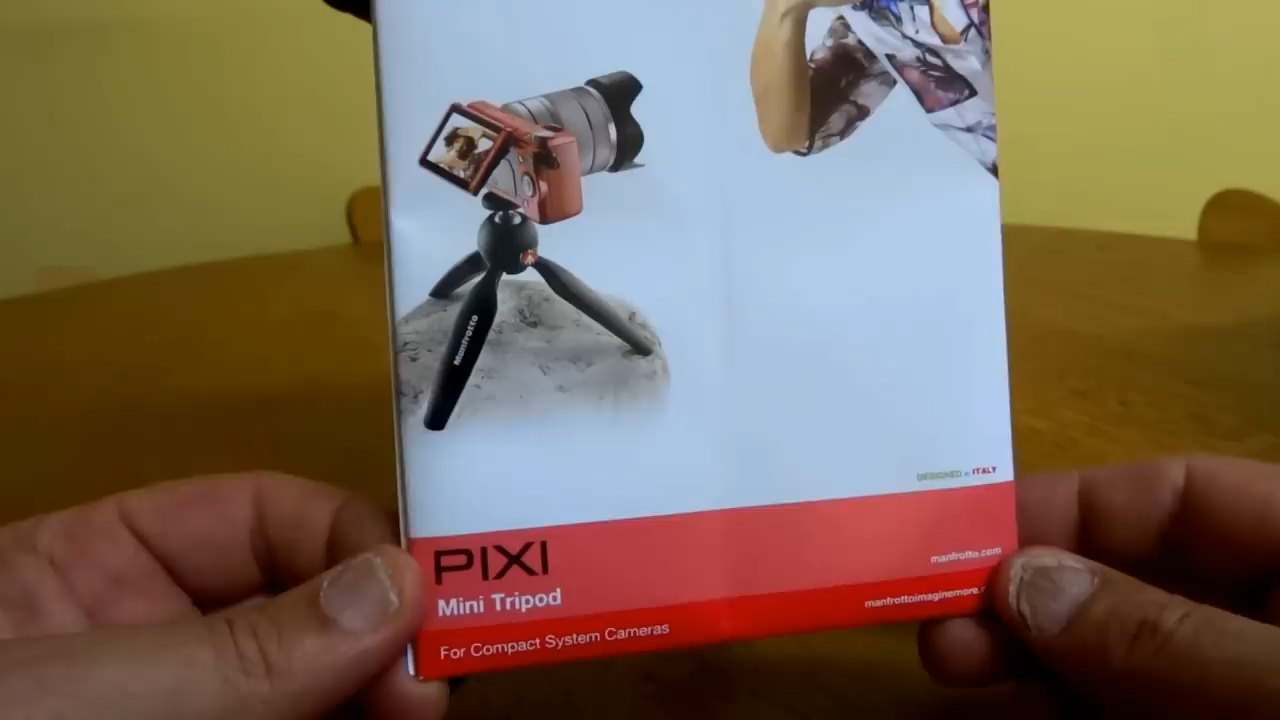 Manfrotto
DESIGNED in ITALY
PIXI
manfrotto.com
Mini Tripod
manfrottoimaginemore.
For Compact System Cameras